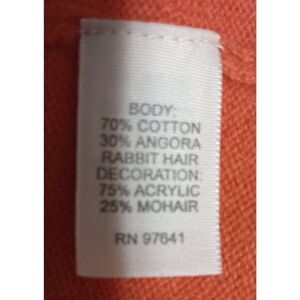 BODY:
70% COTTON
30% ANGORA
RABBIT HAIR
DECORATION:
75% ACRYLIC
25% MOHAIR
RN 97641